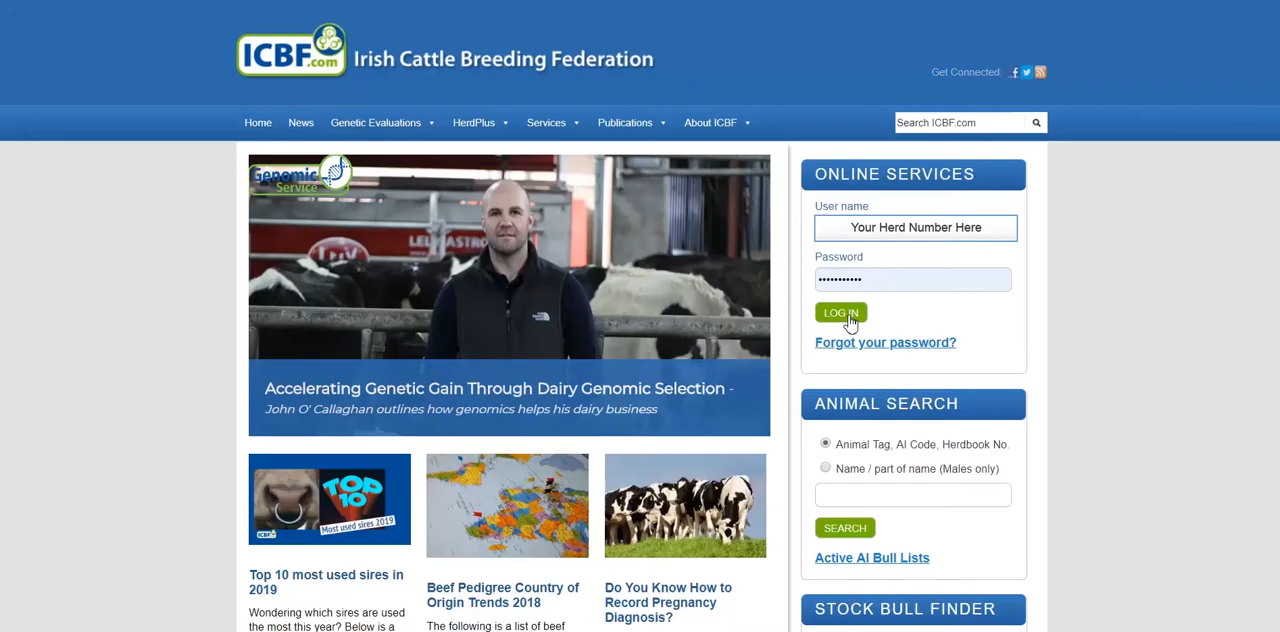 ICBF.com
Irish Cattle Breeding Federation
Get Connected:
Home
News
Genetic Evaluations
HerdPlus
Services
Publications
About ICBF
Search ICBF.com
Genomic
Service
Accelerating Genetic Gain Through Dairy Genomic Selection -
John O' Callaghan outlines how genomics helps his dairy business
TOP
10
Most used sires 2019
ICBF
Top 10 most used sires in
2019
Wondering which sires are used
the most this year? Below is a
Beef Pedigree Country of
Origin Trends 2018
The following is a list of beef
Do You Know How to
Record Pregnancy
Diagnosis?
ONLINE SERVICES
User name
Your Herd Number Here
Password
•••••••••••
LOG IN
Forgot your password?
ANIMAL SEARCH
Animal Tag, AI Code, Herdbook No.
Name / part of name (Males only)
SEARCH
Active AI Bull Lists
STOCK BULL FINDER